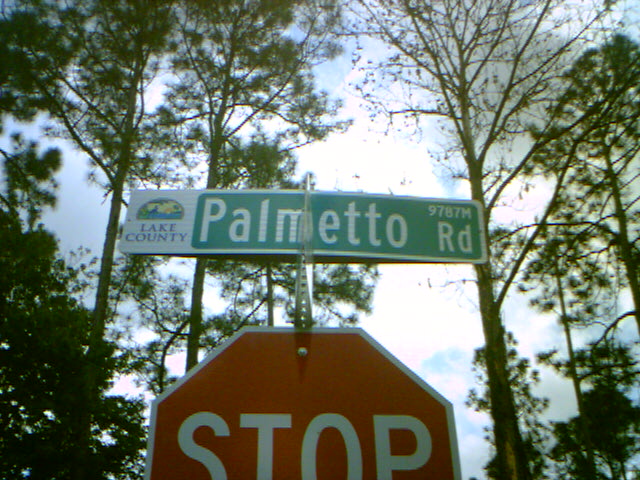 LAKE
COUNTY
Palmetto Rd
9787M
STOP